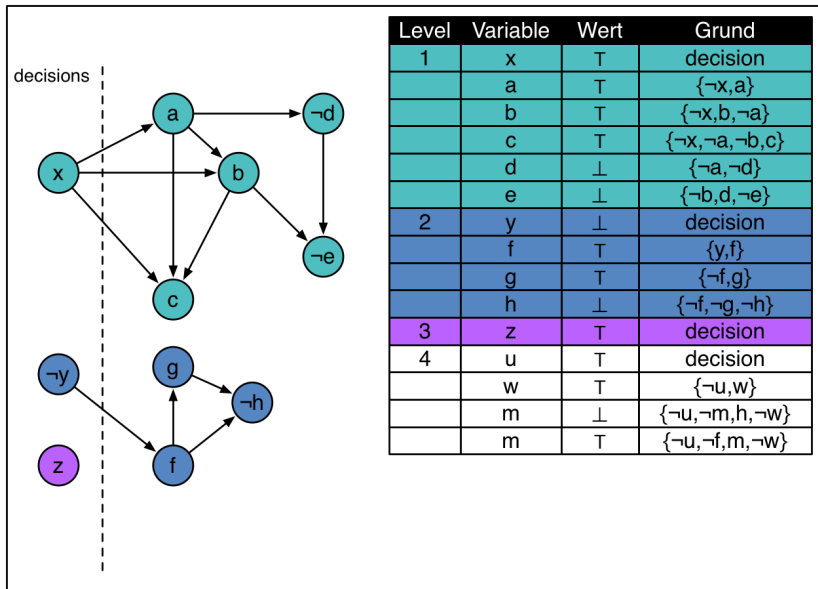 decisions
a
¬d
x
b
¬e
c
¬y
g
¬h
z
f
Level Variable Wert Grund
1 x ⊤ decision
a ⊤ {¬x,a}
b ⊤ {¬x,b,¬a}
c ⊤ {¬x,¬a,¬b,c}
d ⊥ {¬a,¬d}
e ⊥ {¬b,d,¬e}
2 y ⊥ decision
f ⊤ {y,f}
g ⊤ {¬f,g}
h ⊥ {¬f,¬g,¬h}
3 z ⊤ decision
4 u ⊤ decision
w ⊤ {¬u,w}
m ⊥ {¬u,¬m,h,¬w}
m ⊤ {¬u,¬f,m,¬w}